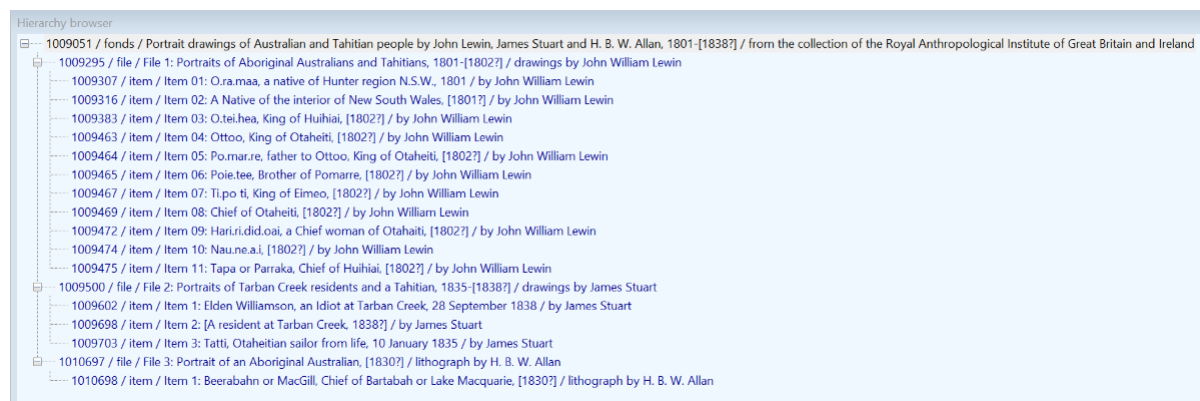 Hierarchy browser
1009051 / fonds / Portrait drawings of Australian and Tahitian people by John Lewin, James Stuart and H. B. W. Allan, 1801-[1838?] / from the collection of the Royal Anthropological Institute of Great Britain and Ireland
1009295 / file / File 1: Portraits of Aboriginal Australians and Tahitians, 1801-[1802?] / drawings by John William Lewin
1009307 / item / Item 01: O.ra.maa, a native of Hunter region N.S.W., 1801 / by John William Lewin
1009316 / item / Item 02: A Native of the interior of New South Wales, [1801?] / by John William Lewin
1009383 / item / Item 03: O.tei.hea, King of Huihiai, [1802?] / by John William Lewin
1009463 / item / Item 04: Ottoo, King of Otaheiti, [1802?] / by John William Lewin
1009464 / item / Item 05: Po.mar.re, father to Ottoo, King of Otaheiti, [1802?] / by John William Lewin
1009465 / item / Item 06: Poie.tee, Brother of Pomarre, [1802?] / by John William Lewin
1009467 / item / Item 07: Ti.po ti, King of Eimeo, [1802?] / by John William Lewin
1009469 / item / Item 08: Chief of Otaheiti, [1802?] / by John William Lewin
1009472 / item / Item 09: Hari.ri.did.oai, a Chief woman of Otahaiti, [1802?] / by John William Lewin
1009474 / item / Item 10: Nau.ne.a.i, [1802?] / by John William Lewin
1009475 / item / Item 11: Tapa or Parraka, Chief of Huihiai, [1802?] / by John William Lewin
1009500 / file / File 2: Portraits of Tarban Creek residents and a Tahitian, 1835-[1838?] / drawings by James Stuart
1009602 / item / Item 1: Elden Williamson, an Idiot at Tarban Creek, 28 September 1838 / by James Stuart
1009698 / item / Item 2: [A resident at Tarban Creek, 1838?] / by James Stuart
1009703 / item / Item 3: Tatti, Otaheitian sailor from life, 10 January 1835 / by James Stuart
1010697 / file / File 3: Portrait of an Aboriginal Australian, [1830?] / lithograph by H. B. W. Allan
1010698 / item / Item 1: Beerabahn or MacGill, Chief of Bartabah or Lake Macquarie, [1830?] / lithograph by H. B. W. Allan